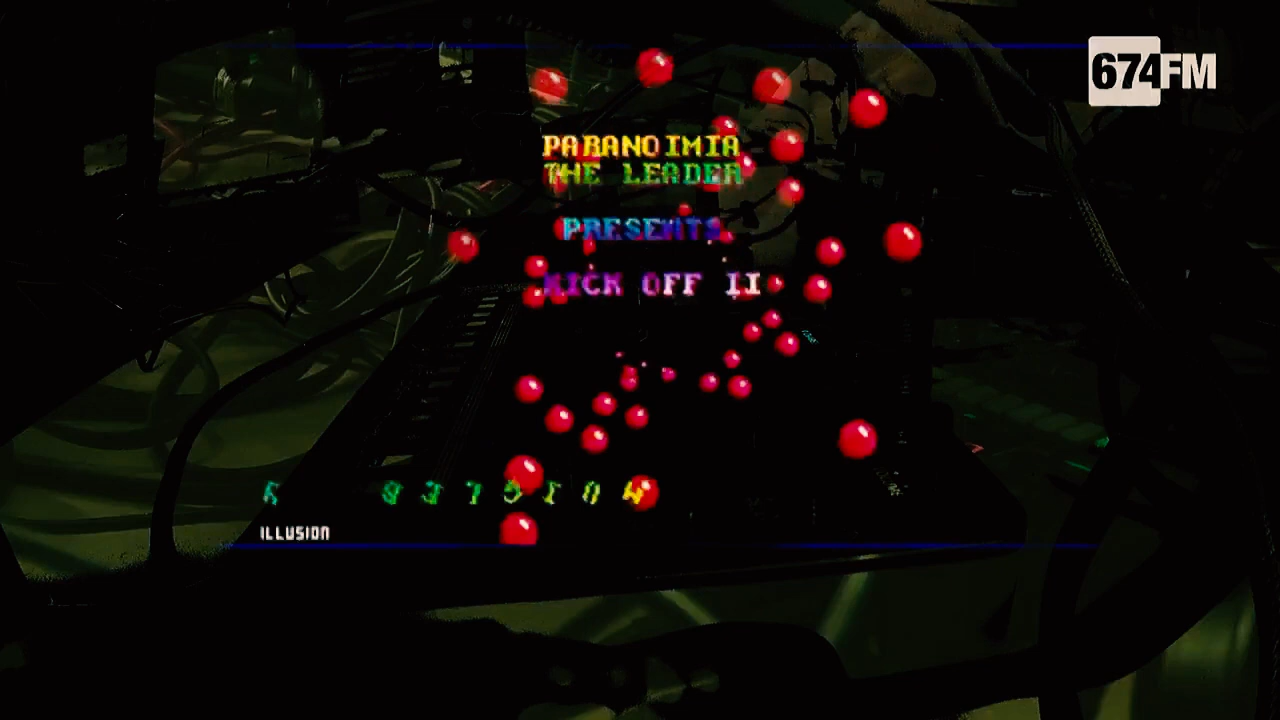 674FM
PARANOIMIA
THE LEADER
PRESENTS
KICK OFF II
ILLUSION